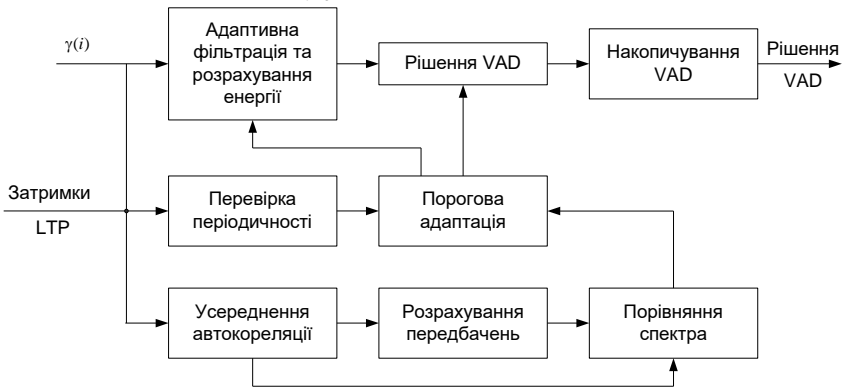 γ(i)
Адаптивна
фільтрація та
розрахування
енергії
Рішення VAD
Накопичування
VAD
Рішення
VAD
Затримки
LTP
Перевірка
періодичності
Порогова
адаптація
Усереднення
автокореляції
Розрахування
передбачень
Порівняння
спектра